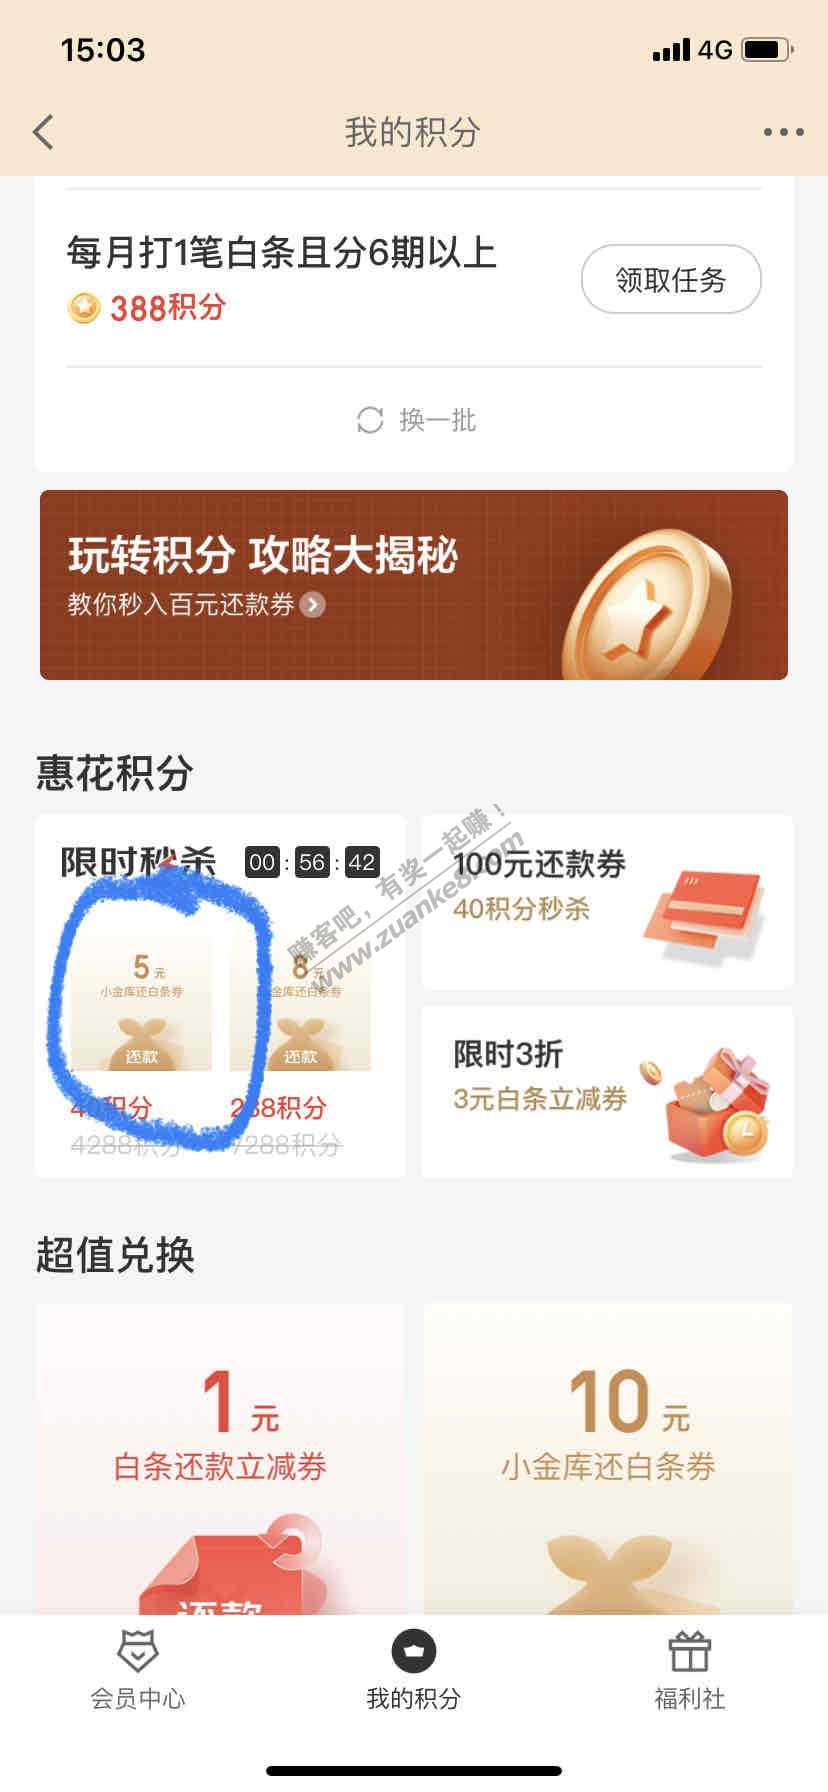 15:03
4G
我的积分
每月打1笔白条且分6期以上
388积分
领取任务
换一批
玩转积分 攻略大揭秘
教你秒入百元还款券
惠花积分
限时秒杀 00:56:42
5元
小金库还白条券
还款
积分
4288积分
8元
金库还白条券
还款
288积分
7288积分
100元还款券
40积分秒杀
限时3折
3元白条立减券
赚客吧，有奖一起赚！
www.zuanke8.com
超值兑换
1元
白条还款立减券
还款
10元
小金库还白条券
会员中心
我的积分
福利社